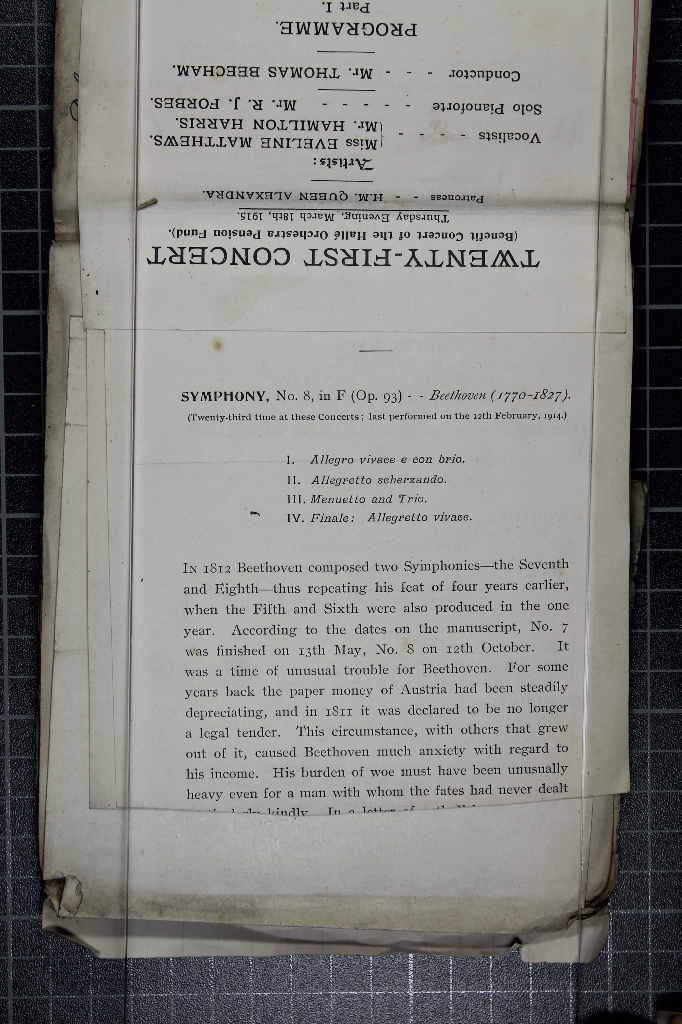 TWENTY-FIRST CONCERT
(Benefit Concert of the Hallé Orchestra Pension Fund).
Thursday Evening, March 18th, 1915.
Patroness - - H.M. QUEEN ALEXANDRA.
Artists:
Vocalists - - - - { Miss EVELINE MATTHEWS.
Mr. HAMILTON HARRIS.
Solo Pianoforte - - - - - Mr. R. J. FORBES.
Conductor - - - Mr. THOMAS BEECHAM.
PROGRAMME.
Part I.
SYMPHONY, No. 8, in F (Op. 93) - - Beethoven (1770-1827).
(Twenty-third time at these Concerts; last performed on the 12th February, 1914.)
I. Allegro vivace e con brio.
II. Allegretto scherzando.
III. Menuetto and Trio.
IV. Finale: Allegretto vivace.
In 1812 Beethoven composed two Symphonies—the Seventh
and Eighth—thus repeating his feat of four years earlier,
when the Fifth and Sixth were also produced in the one
year. According to the dates on the manuscript, No. 7
was finished on 13th May, No. 8 on 12th October. It
was a time of unusual trouble for Beethoven. For some
years back the paper money of Austria had been steadily
depreciating, and in 1811 it was declared to be no longer
a legal tender. This circumstance, with others that grew
out of it, caused Beethoven much anxiety with regard to
his income. His burden of woe must have been unusually
heavy even for a man with whom the fates had never dealt
kindly. In a letter of